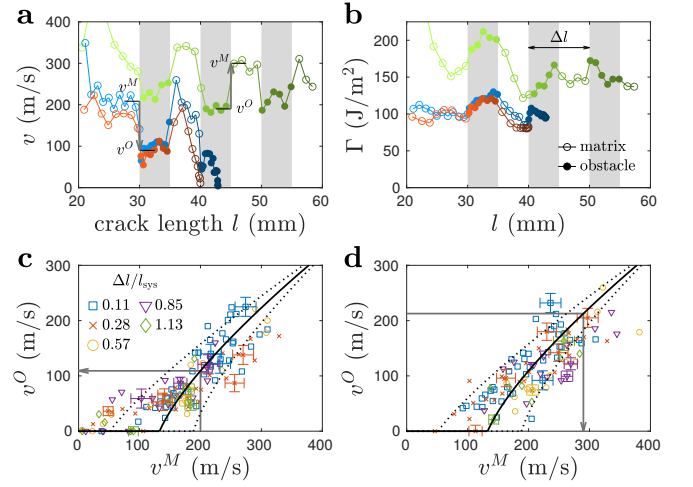 a
400
300
200
100
0
v (m/s)
v^M
v^O
v^M
v^O
20 30 40 50 60
crack length l (mm)
b
225
200
150
100
50
0
Γ (J/m²)
Δl
matrix
obstacle
20 30 40 50 60
l (mm)
c
300
200
100
0
v^O (m/s)
Δl/l_sys
0.11 0.85
0.28 1.13
0.57
0 100 200 300 400
v^M (m/s)
d
300
200
100
0
v^O (m/s)
0 100 200 300 400
v^M (m/s)